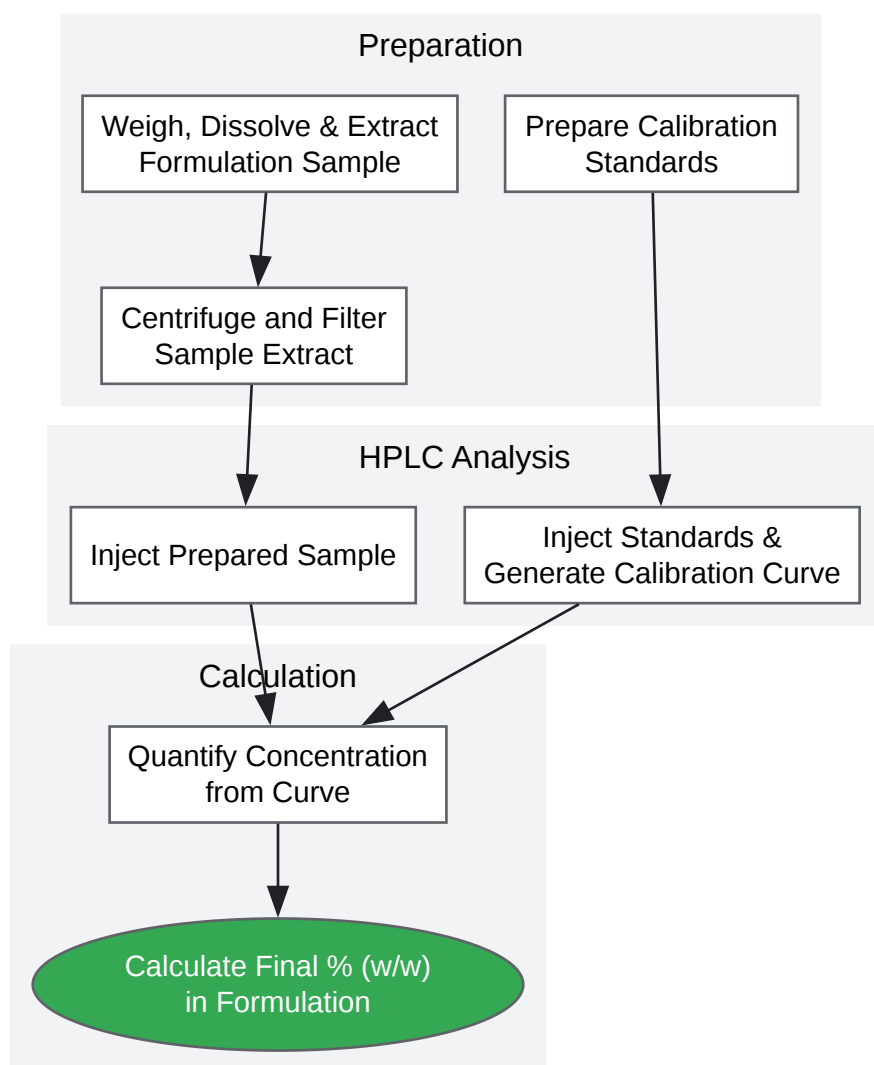 Preparation
Weigh, Dissolve & Extract
Formulation Sample
Prepare Calibration
Standards
Centrifuge and Filter
Sample Extract
HPLC Analysis
Inject Prepared Sample
Inject Standards &
Generate Calibration Curve
Calculation
Quantify Concentration
from Curve
Calculate Final % (w/w)
in Formulation